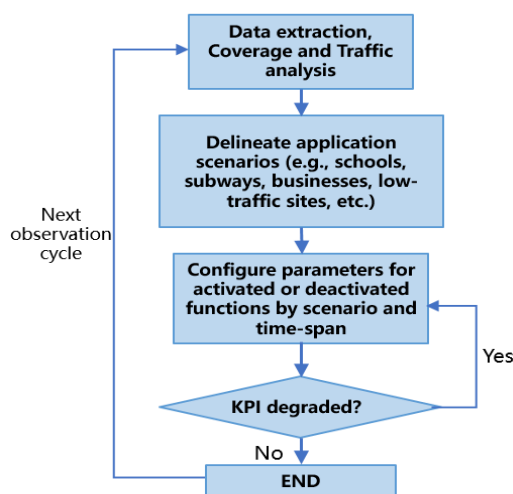 Data extraction,
Coverage and Traffic
analysis
Delineate application
scenarios (e.g., schools,
subways, businesses, low-
traffic sites, etc.)
Next
observation
cycle
Configure parameters for
activated or deactivated
functions by scenario and
time-span
Yes
KPI degraded?
No
END